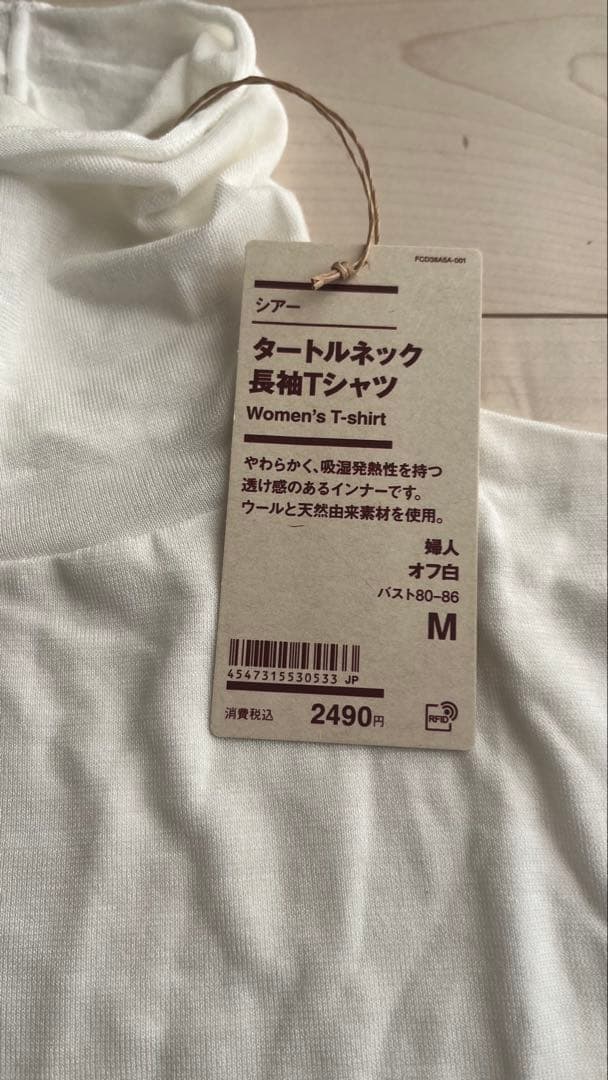 FCD38A5A-001
シアー
タートルネック
長袖Tシャツ
Women's T-shirt
やわらかく、吸湿発熱性を持つ
透け感のあるインナーです。
ウールと天然由来素材を使用。
婦人
オフ白
バスト80-86
M
4547315530533 JP
消費税込 2490円
RFID